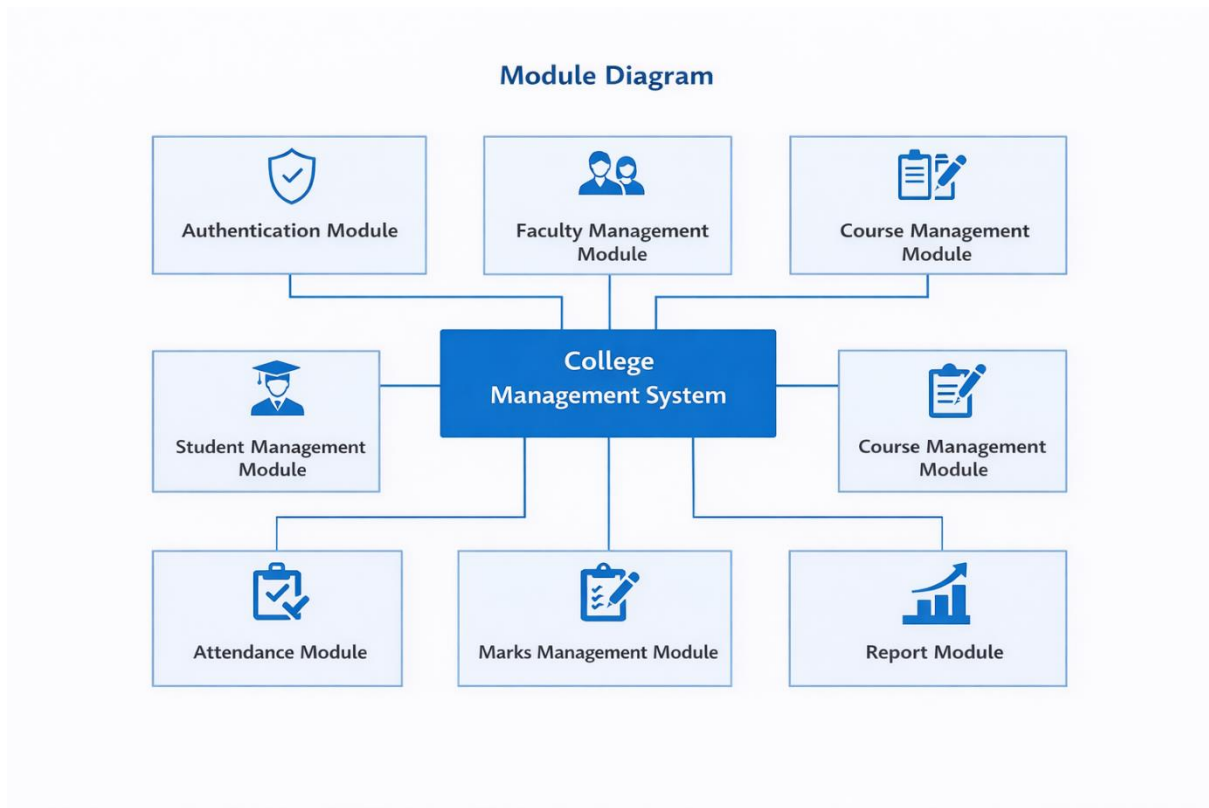 Module Diagram
Authentication Module
Faculty Management
Module
Course Management
Module
College
Management System
Student Management
Module
Course Management
Module
Attendance Module
Marks Management Module
Report Module